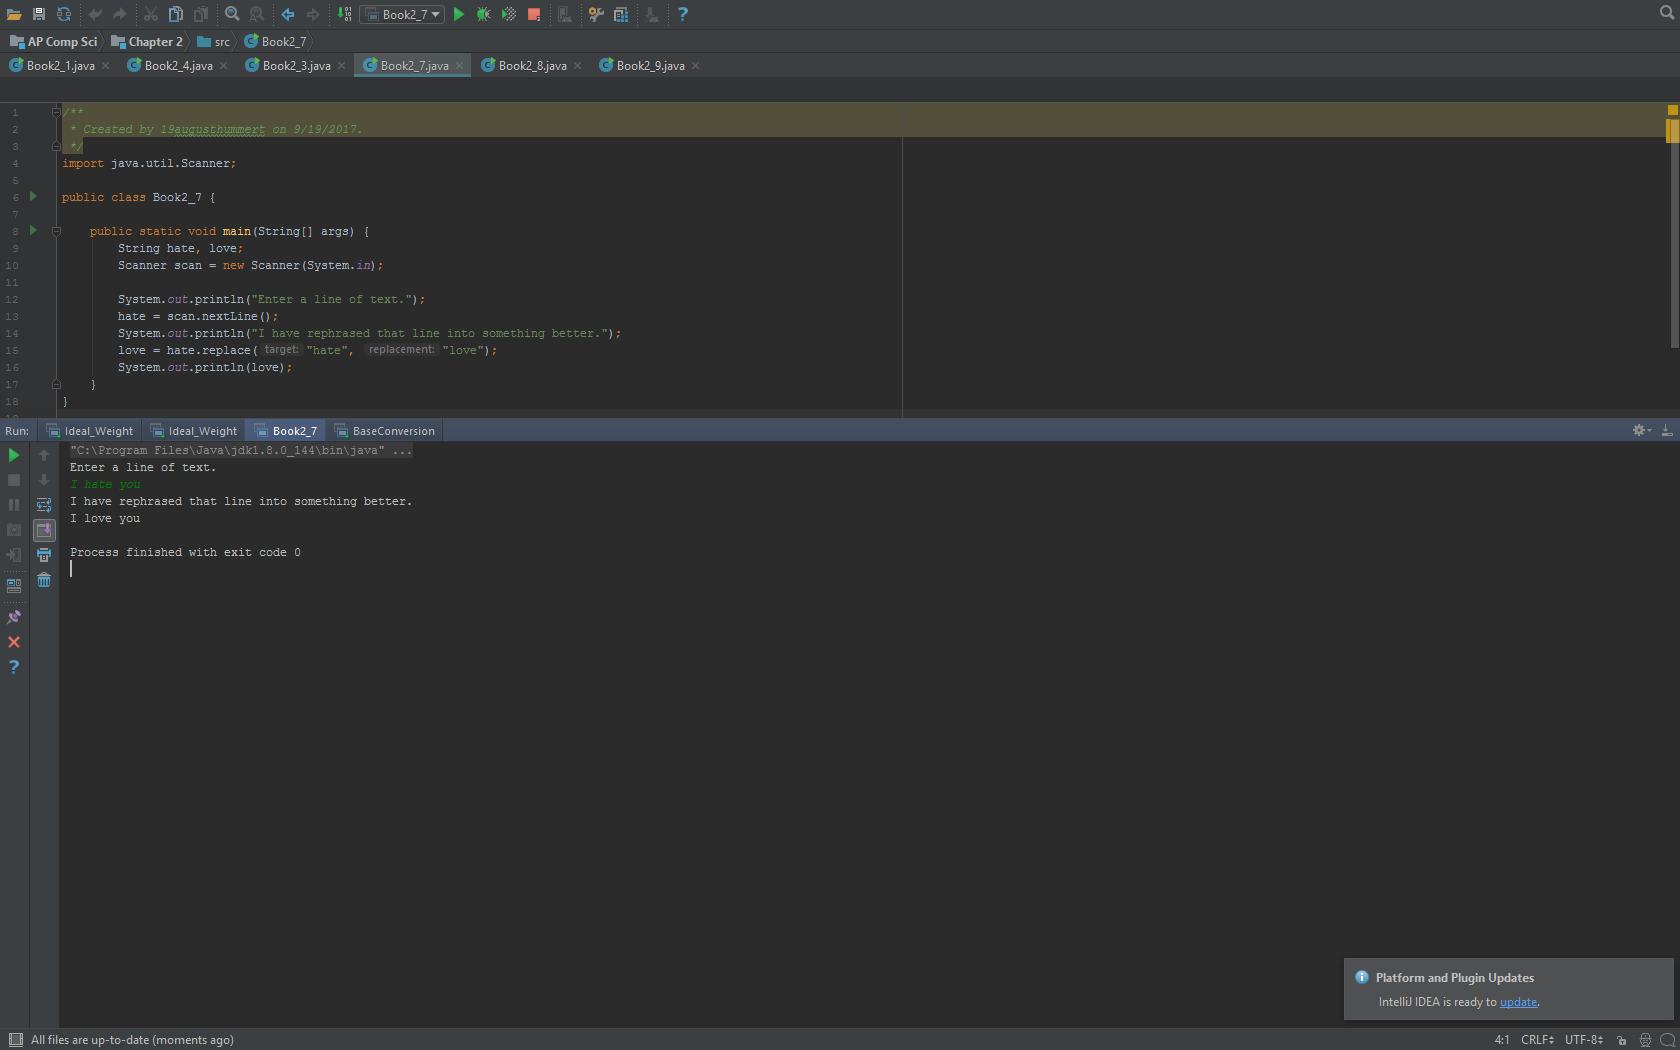 Book2_7
AP Comp Sci Chapter 2 src Book2_7
Book2_1.java Book2_4.java Book2_3.java Book2_7.java Book2_8.java Book2_9.java
1 /**
2 * Created by 19augusthummert on 9/19/2017.
3 */
4 import java.util.Scanner;
5
6 public class Book2_7 {
7
8 public static void main(String[] args) {
9 String hate, love;
10 Scanner scan = new Scanner(System.in);
11
12 System.out.println("Enter a line of text.");
13 hate = scan.nextLine();
14 System.out.println("I have rephrased that line into something better.");
15 love = hate.replace( target: "hate", replacement: "love");
16 System.out.println(love);
17 }
18 }
Run: Ideal_Weight Ideal_Weight Book2_7 BaseConversion
"C:\Program Files\Java\jdk1.8.0_144\bin\java" ...
Enter a line of text.
I hate you
I have rephrased that line into something better.
I love you
Process finished with exit code 0
Platform and Plugin Updates
IntelliJ IDEA is ready to update.
All files are up-to-date (moments ago) 4:1 CRLF UTF-8